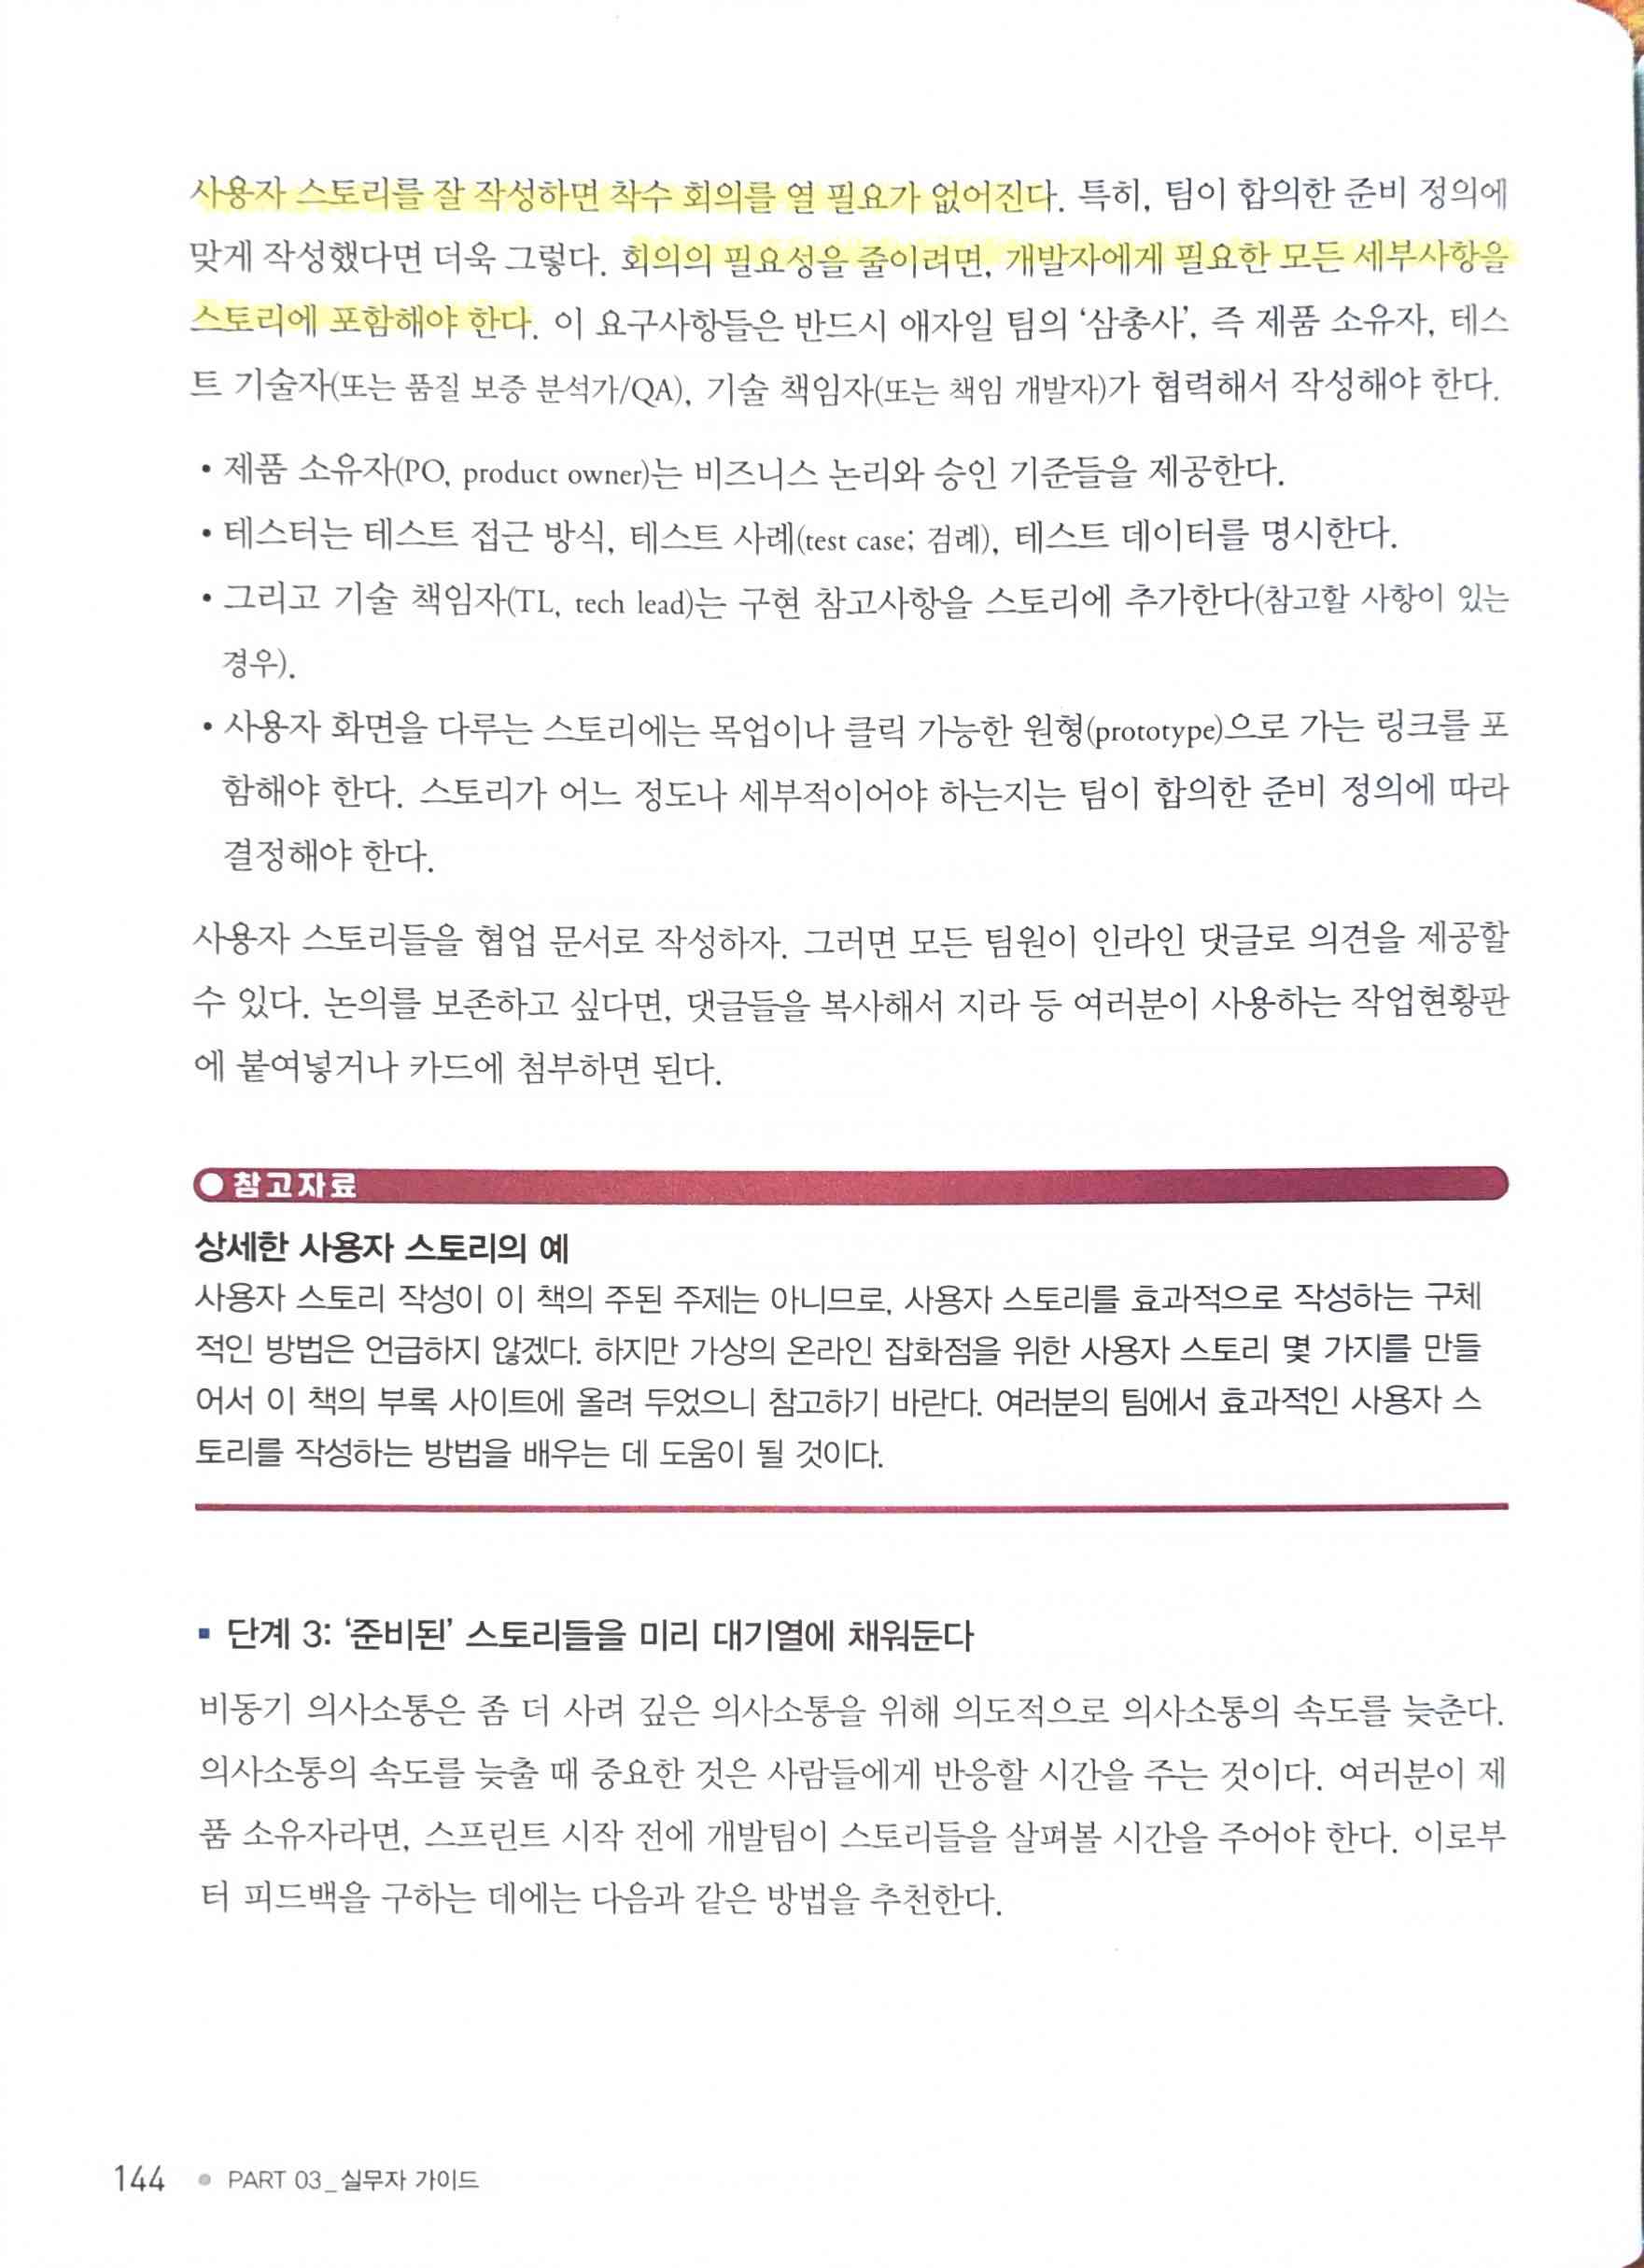 사용자 스토리를 잘 작성하면 착수 회의를 열 필요가 없어진다. 특히, 팀이 합의한 준비 정의에
맞게 작성했다면 더욱 그렇다. 회의의 필요성을 줄이려면, 개발자에게 필요한 모든 세부사항을
스토리에 포함해야 한다. 이 요구사항들은 반드시 애자일 팀의 ‘삼총사’, 즉 제품 소유자, 테스
트 기술자(또는 품질 보증 분석가/QA), 기술 책임자(또는 책임 개발자)가 협력해서 작성해야 한다.
• 제품 소유자(PO, product owner)는 비즈니스 논리와 승인 기준들을 제공한다.
• 테스터는 테스트 접근 방식, 테스트 사례(test case; 검례), 테스트 데이터를 명시한다.
• 그리고 기술 책임자(TL, tech lead)는 구현 참고사항을 스토리에 추가한다(참고할 사항이 있는
경우).
• 사용자 화면을 다루는 스토리에는 목업이나 클릭 가능한 원형(prototype)으로 가는 링크를 포
함해야 한다. 스토리가 어느 정도나 세부적이어야 하는지는 팀이 합의한 준비 정의에 따라
결정해야 한다.
사용자 스토리들을 협업 문서로 작성하자. 그러면 모든 팀원이 인라인 댓글로 의견을 제공할
수 있다. 논의를 보존하고 싶다면, 댓글들을 복사해서 지라 등 여러분이 사용하는 작업현황판
에 붙여넣거나 카드에 첨부하면 된다.
참고자료
상세한 사용자 스토리의 예
사용자 스토리 작성이 이 책의 주된 주제는 아니므로, 사용자 스토리를 효과적으로 작성하는 구체
적인 방법은 언급하지 않겠다. 하지만 가상의 온라인 잡화점을 위한 사용자 스토리 몇 가지를 만들
어서 이 책의 부록 사이트에 올려 두었으니 참고하기 바란다. 여러분의 팀에서 효과적인 사용자 스
토리를 작성하는 방법을 배우는 데 도움이 될 것이다.
▪ 단계 3: ‘준비된’ 스토리들을 미리 대기열에 채워둔다
비동기 의사소통은 좀 더 사려 깊은 의사소통을 위해 의도적으로 의사소통의 속도를 늦춘다.
의사소통의 속도를 늦출 때 중요한 것은 사람들에게 반응할 시간을 주는 것이다. 여러분이 제
품 소유자라면, 스프린트 시작 전에 개발팀이 스토리들을 살펴볼 시간을 주어야 한다. 이로부
터 피드백을 구하는 데에는 다음과 같은 방법을 추천한다.
144 • PART 03_실무자 가이드